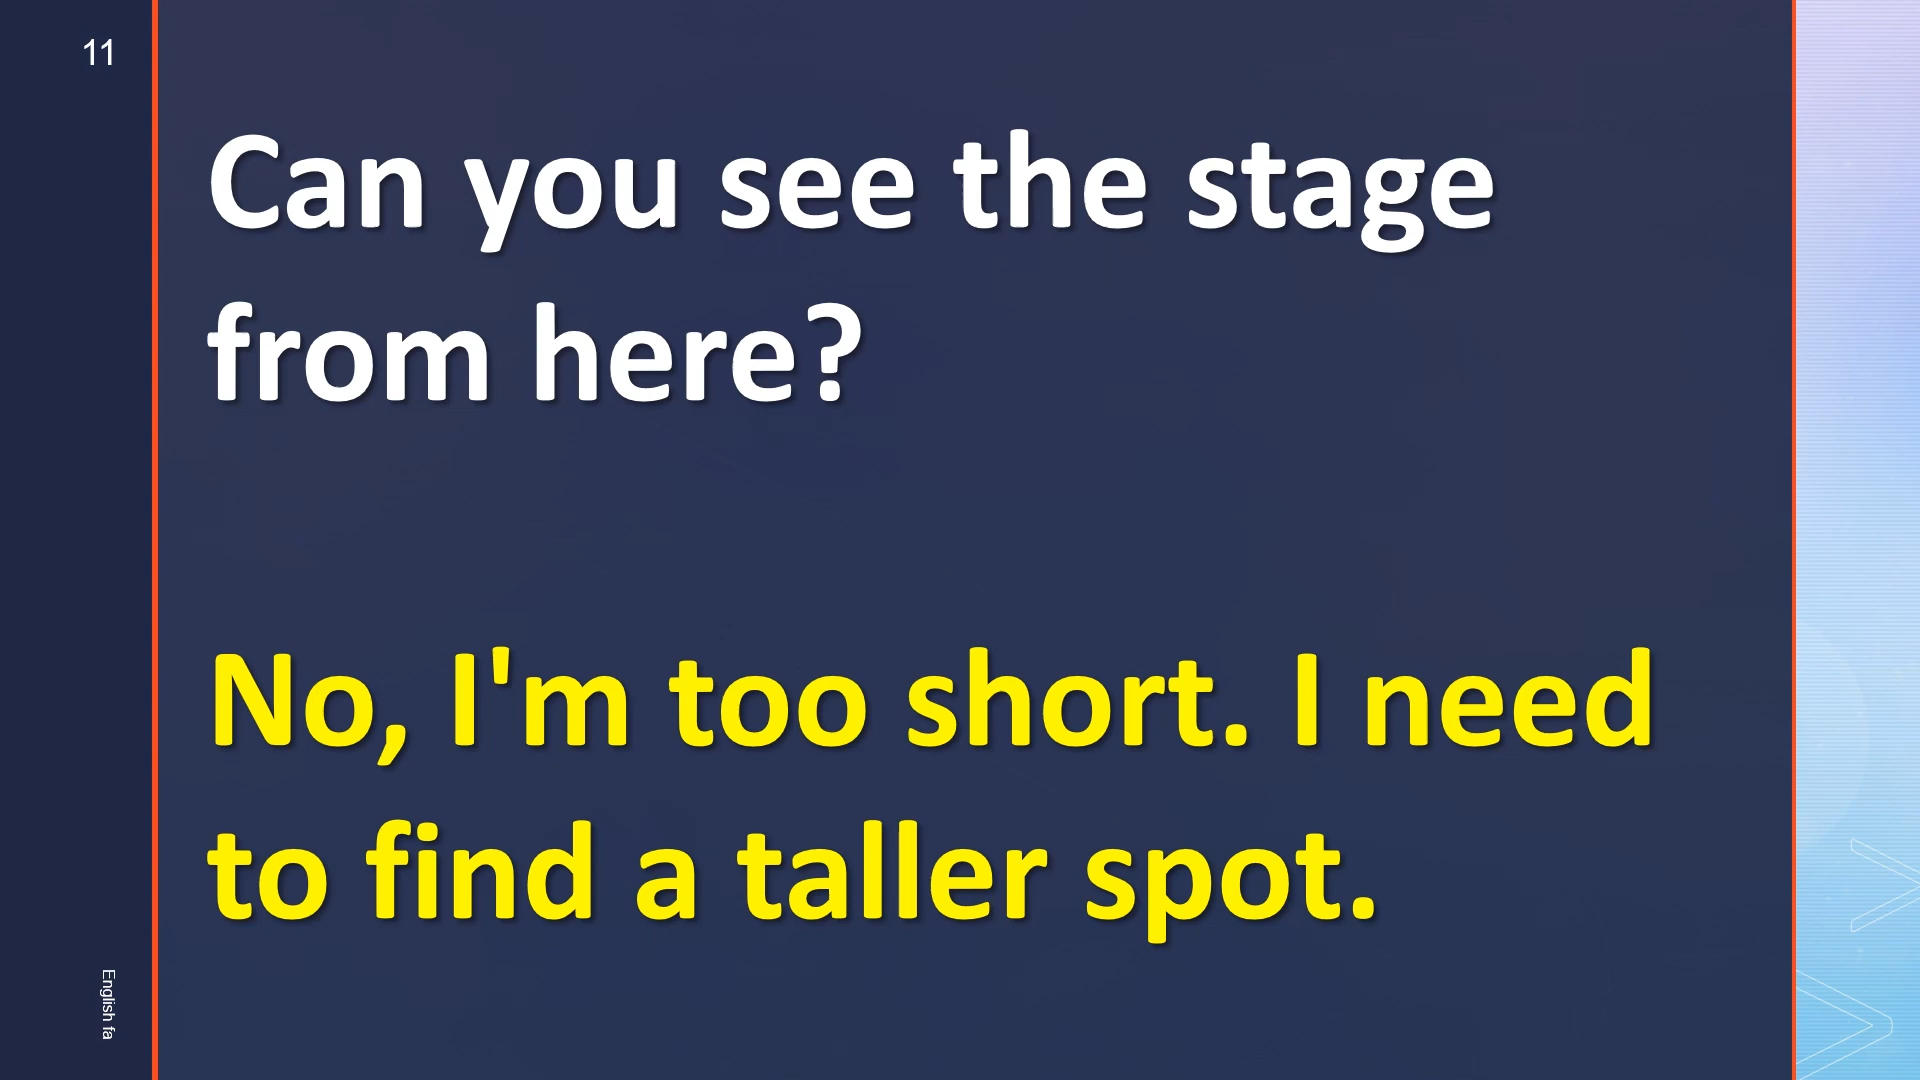 11
Can you see the stage
from here?
No, I'm too short. I need
to find a taller spot.
English fa